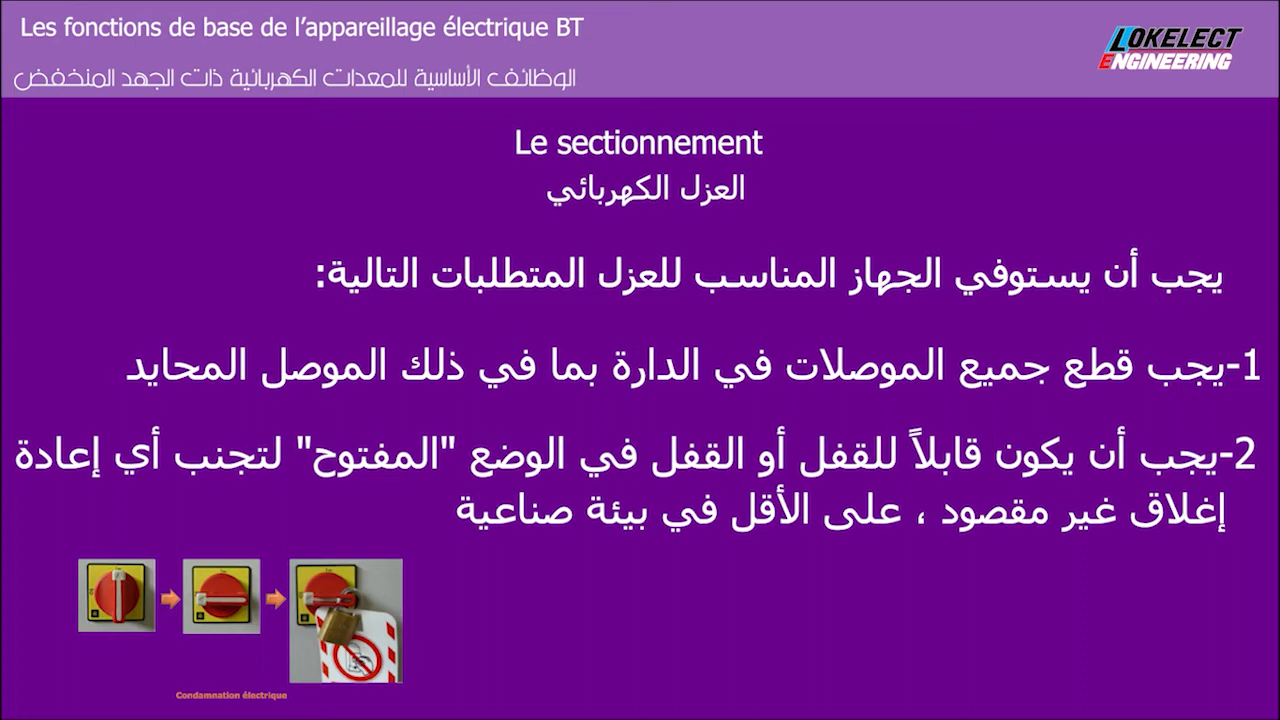 Les fonctions de base de l’appareillage électrique BT
الوظائف الأساسية للمعدات الكهربائية ذات الجهد المنخفض
LOKELECT
ENGINEERING
Le sectionnement
العزل الكهربائي
يجب أن يستوفي الجهاز المناسب للعزل المتطلبات التالية:
1-يجب قطع جميع الموصلات في الدارة بما في ذلك الموصل المحايد
2-يجب أن يكون قابلاً للقفل أو القفل في الوضع "المفتوح" لتجنب أي إعادة
إغلاق غير مقصود ، على الأقل في بيئة صناعية
Condamnation électrique